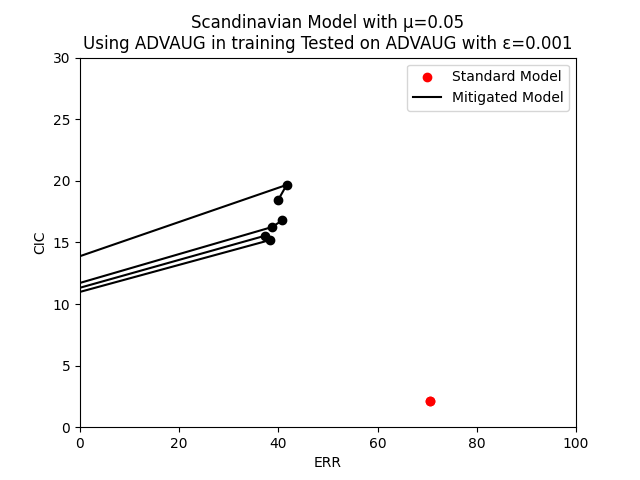 Scandinavian Model with μ=0.05
Using ADVAUG in training Tested on ADVAUG with ε=0.001
Standard Model
Mitigated Model
30
25
20
15
10
5
0
CIC
0 20 40 60 80 100
ERR